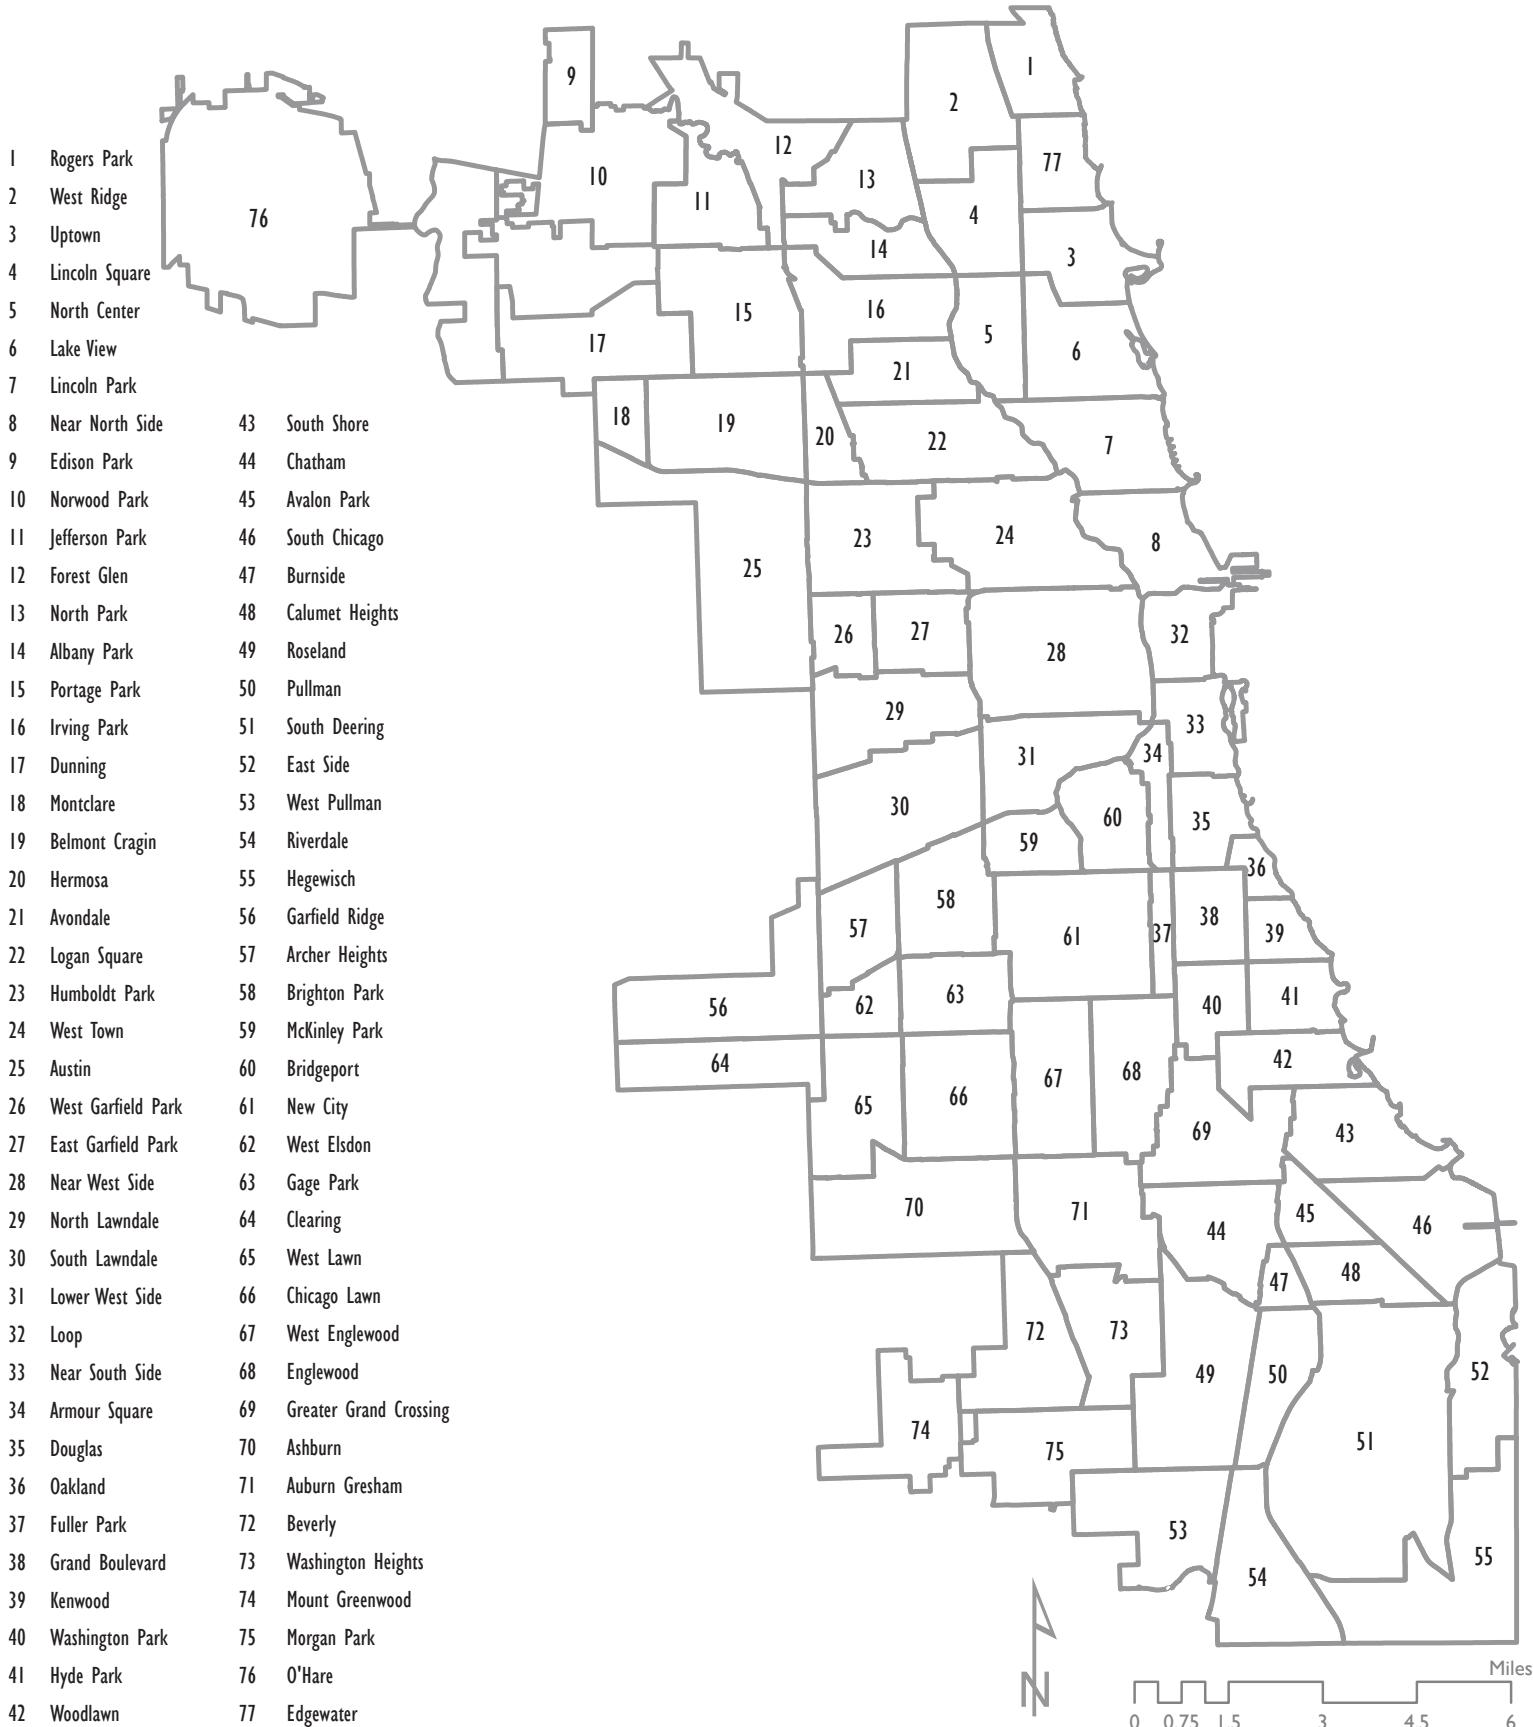 1 Rogers Park
2 West Ridge
3 Uptown
4 Lincoln Square
5 North Center
6 Lake View
7 Lincoln Park
8 Near North Side
9 Edison Park
10 Norwood Park
11 Jefferson Park
12 Forest Glen
13 North Park
14 Albany Park
15 Portage Park
16 Irving Park
17 Dunning
18 Montclare
19 Belmont Cragin
20 Hermosa
21 Avondale
22 Logan Square
23 Humboldt Park
24 West Town
25 Austin
26 West Garfield Park
27 East Garfield Park
28 Near West Side
29 North Lawndale
30 South Lawndale
31 Lower West Side
32 Loop
33 Near South Side
34 Armour Square
35 Douglas
36 Oakland
37 Fuller Park
38 Grand Boulevard
39 Kenwood
40 Washington Park
41 Hyde Park
42 Woodlawn
43 South Shore
44 Chatham
45 Avalon Park
46 South Chicago
47 Burnside
48 Calumet Heights
49 Roseland
50 Pullman
51 South Deering
52 East Side
53 West Pullman
54 Riverdale
55 Hegewisch
56 Garfield Ridge
57 Archer Heights
58 Brighton Park
59 McKinley Park
60 Bridgeport
61 New City
62 West Elsdon
63 Gage Park
64 Clearing
65 West Lawn
66 Chicago Lawn
67 West Englewood
68 Englewood
69 Greater Grand Crossing
70 Ashburn
71 Auburn Gresham
72 Beverly
73 Washington Heights
74 Mount Greenwood
75 Morgan Park
76 O'Hare
77 Edgewater
1
9
2
12
77
10
13
11
4
76
14
3
16
15
5
17
6
21
18
19
20
22
7
23
24
8
25
26
27
32
28
29
33
31
34
30
60
35
59
36
58
38
57
61
37
39
63
41
56
62
40
42
64
68
67
66
65
69
43
45
70
71
46
44
48
47
72
73
52
49
50
74
51
75
53
55
54
N
Miles
0 0.75 1.5 3 4.5 6